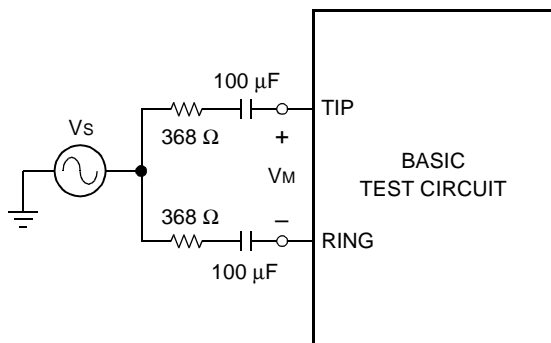 100 μF
TIP
VS
368 Ω
+
VM
BASIC
TEST CIRCUIT
368 Ω
–
RING
100 μF